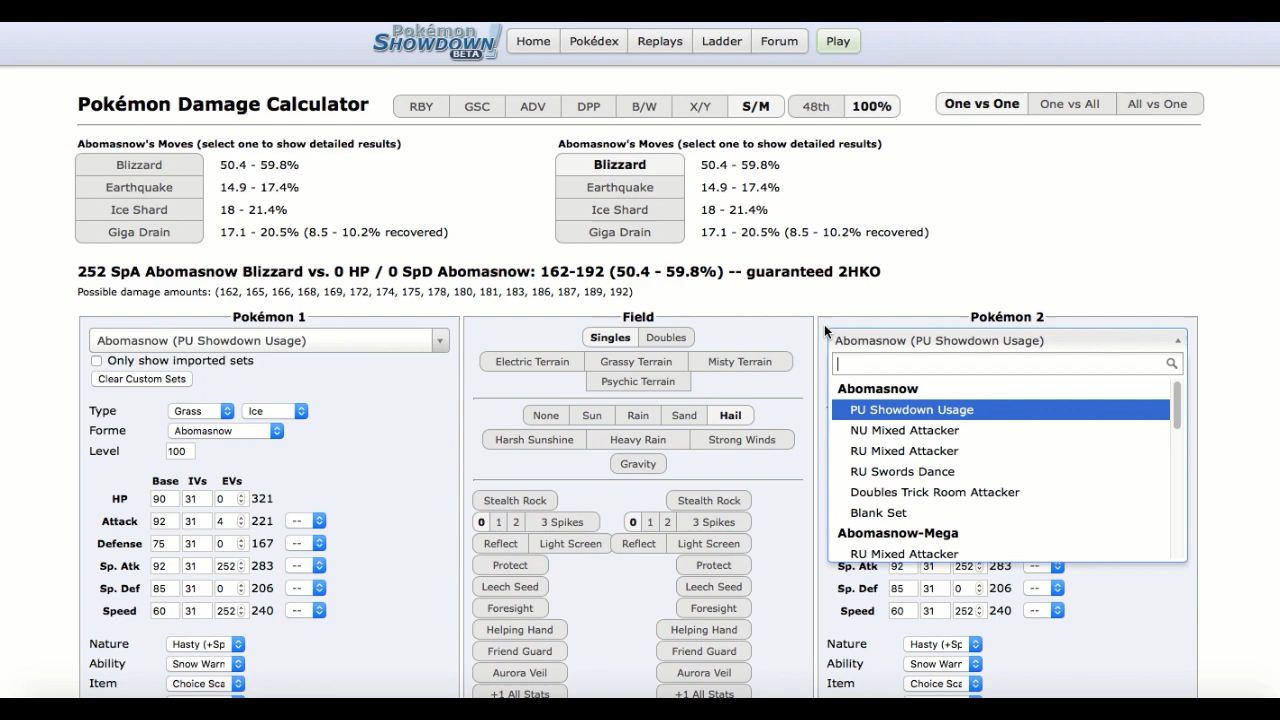 Pokémon
SHOWDOWN!
BETA
Home Pokédex Replays Ladder Forum Play
Pokémon Damage Calculator
RBY GSC ADV DPP B/W X/Y S/M 48th 100% One vs One One vs All All vs One
Abomasnow's Moves (select one to show detailed results) Abomasnow's Moves (select one to show detailed results)
Blizzard 50.4 - 59.8% Blizzard 50.4 - 59.8%
Earthquake 14.9 - 17.4% Earthquake 14.9 - 17.4%
Ice Shard 18 - 21.4% Ice Shard 18 - 21.4%
Giga Drain 17.1 - 20.5% (8.5 - 10.2% recovered) Giga Drain 17.1 - 20.5% (8.5 - 10.2% recovered)
252 SpA Abomasnow Blizzard vs. 0 HP / 0 SpD Abomasnow: 162-192 (50.4 - 59.8%) -- guaranteed 2HKO
Possible damage amounts: (162, 165, 166, 168, 169, 172, 174, 175, 178, 180, 181, 183, 186, 187, 189, 192)
Pokémon 1
Abomasnow (PU Showdown Usage)
Only show imported sets
Clear Custom Sets
Type Grass Ice
Forme Abomasnow
Level 100
Base IVs EVs
HP 90 31 0 321
Attack 92 31 4 221 --
Defense 75 31 0 167 --
Sp. Atk 92 31 252 283 --
Sp. Def 85 31 0 206 --
Speed 60 31 252 240 --
Nature Hasty (+Sp
Ability Snow Warr
Item Choice Sca
Field
Singles Doubles
Electric Terrain Grassy Terrain Misty Terrain
Psychic Terrain
None Sun Rain Sand Hail
Harsh Sunshine Heavy Rain Strong Winds
Gravity
Stealth Rock Stealth Rock
0 1 2 3 Spikes 0 1 2 3 Spikes
Reflect Light Screen Reflect Light Screen
Protect Protect
Leech Seed Leech Seed
Foresight Foresight
Helping Hand Helping Hand
Friend Guard Friend Guard
Aurora Veil Aurora Veil
+1 All Stats +1 All Stats
Pokémon 2
Abomasnow (PU Showdown Usage)
Abomasnow
PU Showdown Usage
NU Mixed Attacker
RU Mixed Attacker
RU Swords Dance
Doubles Trick Room Attacker
Blank Set
Abomasnow-Mega
RU Mixed Attacker
Sp. Atk 92 31 252 283 --
Sp. Def 85 31 0 206 --
Speed 60 31 252 240 --
Nature Hasty (+Sp
Ability Snow Warr
Item Choice Sca